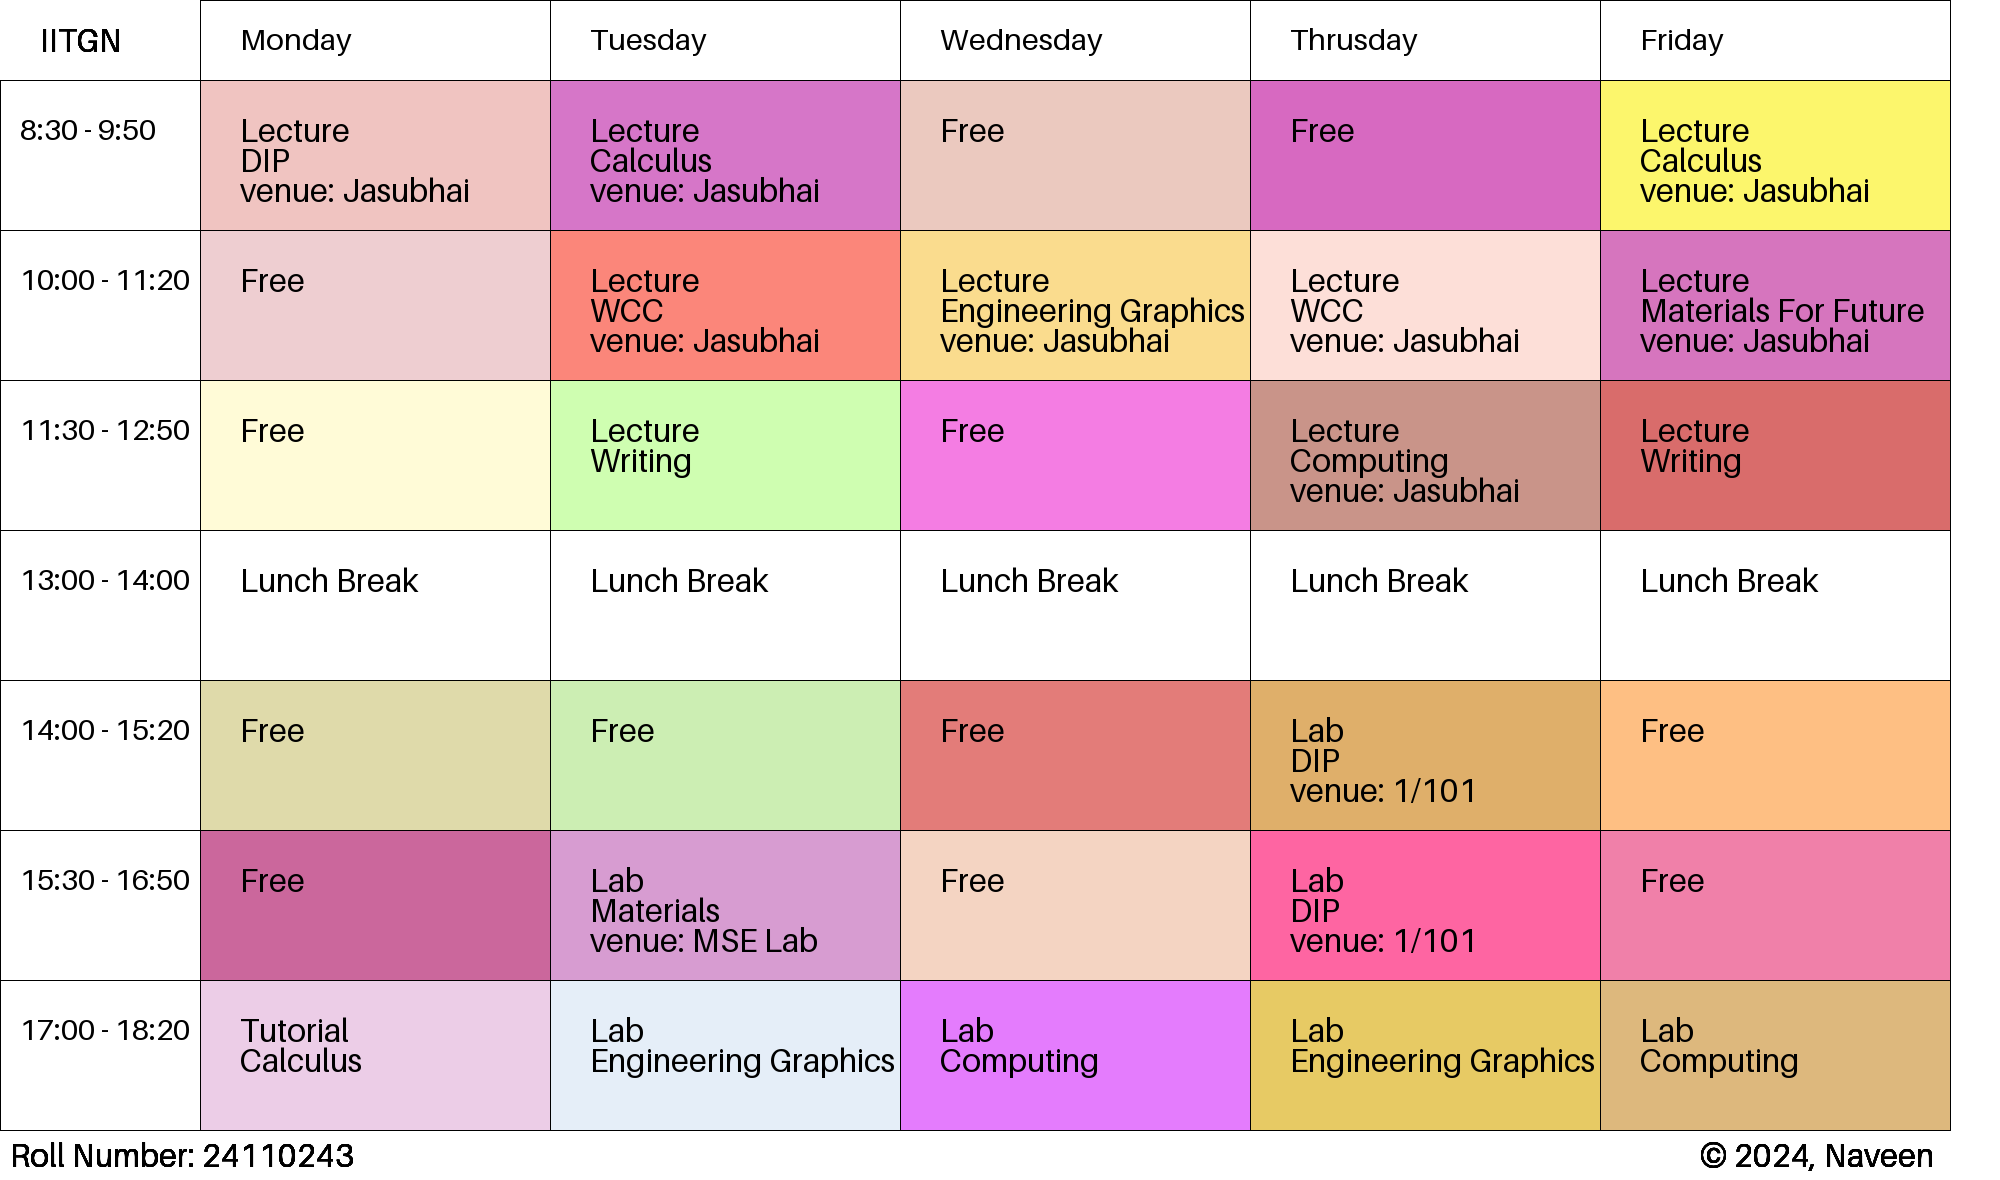 IITGN
Monday
Tuesday
Wednesday
Thrusday
Friday
8:30 - 9:50
Lecture
DIP
venue: Jasubhai
Lecture
Calculus
venue: Jasubhai
Free
Free
Lecture
Calculus
venue: Jasubhai
10:00 - 11:20
Free
Lecture
WCC
venue: Jasubhai
Lecture
Engineering Graphics
venue: Jasubhai
Lecture
WCC
venue: Jasubhai
Lecture
Materials For Future
venue: Jasubhai
11:30 - 12:50
Free
Lecture
Writing
Free
Lecture
Computing
venue: Jasubhai
Lecture
Writing
13:00 - 14:00
Lunch Break
Lunch Break
Lunch Break
Lunch Break
Lunch Break
14:00 - 15:20
Free
Free
Free
Lab
DIP
venue: 1/101
Free
15:30 - 16:50
Free
Lab
Materials
venue: MSE Lab
Free
Lab
DIP
venue: 1/101
Free
17:00 - 18:20
Tutorial
Calculus
Lab
Engineering Graphics
Lab
Computing
Lab
Engineering Graphics
Lab
Computing
Roll Number: 24110243
© 2024, Naveen